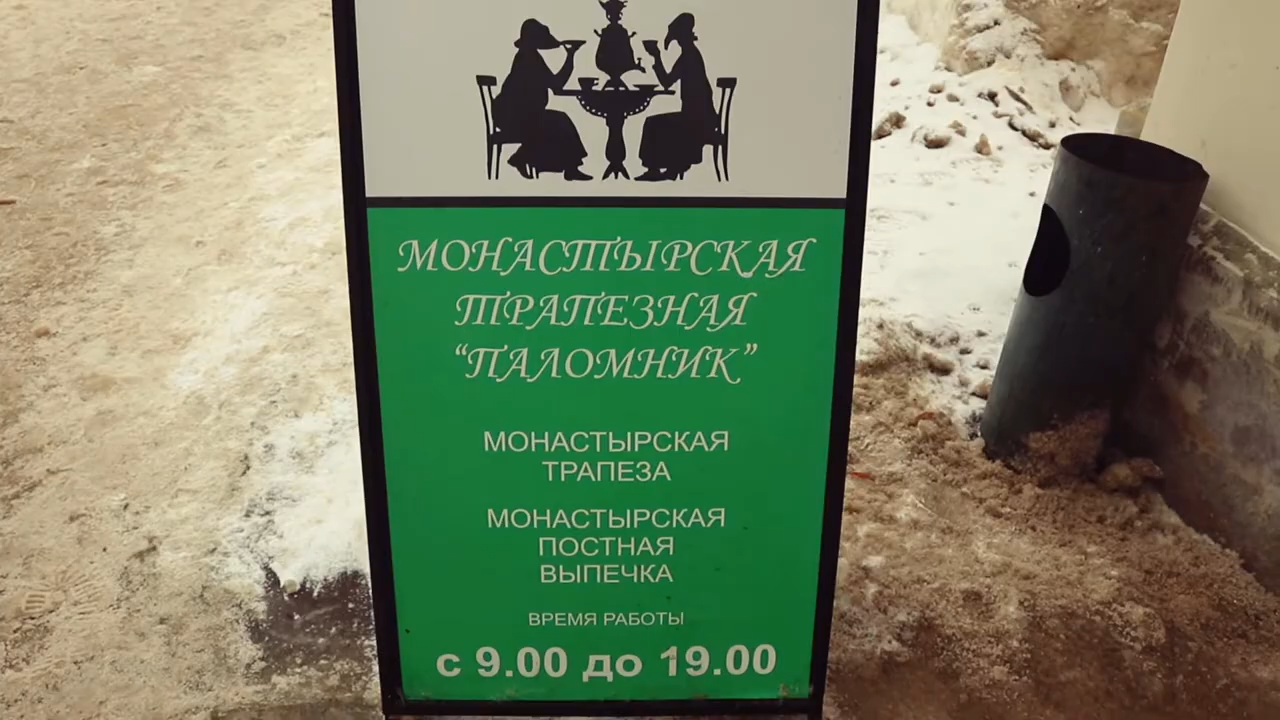 МОНАСТЫРСКАЯ
ТРАПЕЗНАЯ
“ПАЛОМНИК”
МОНАСТЫРСКАЯ
ТРАПЕЗА
МОНАСТЫРСКАЯ
ПОСТНАЯ
ВЫПЕЧКА
ВРЕМЯ РАБОТЫ
с 9.00 до 19.00